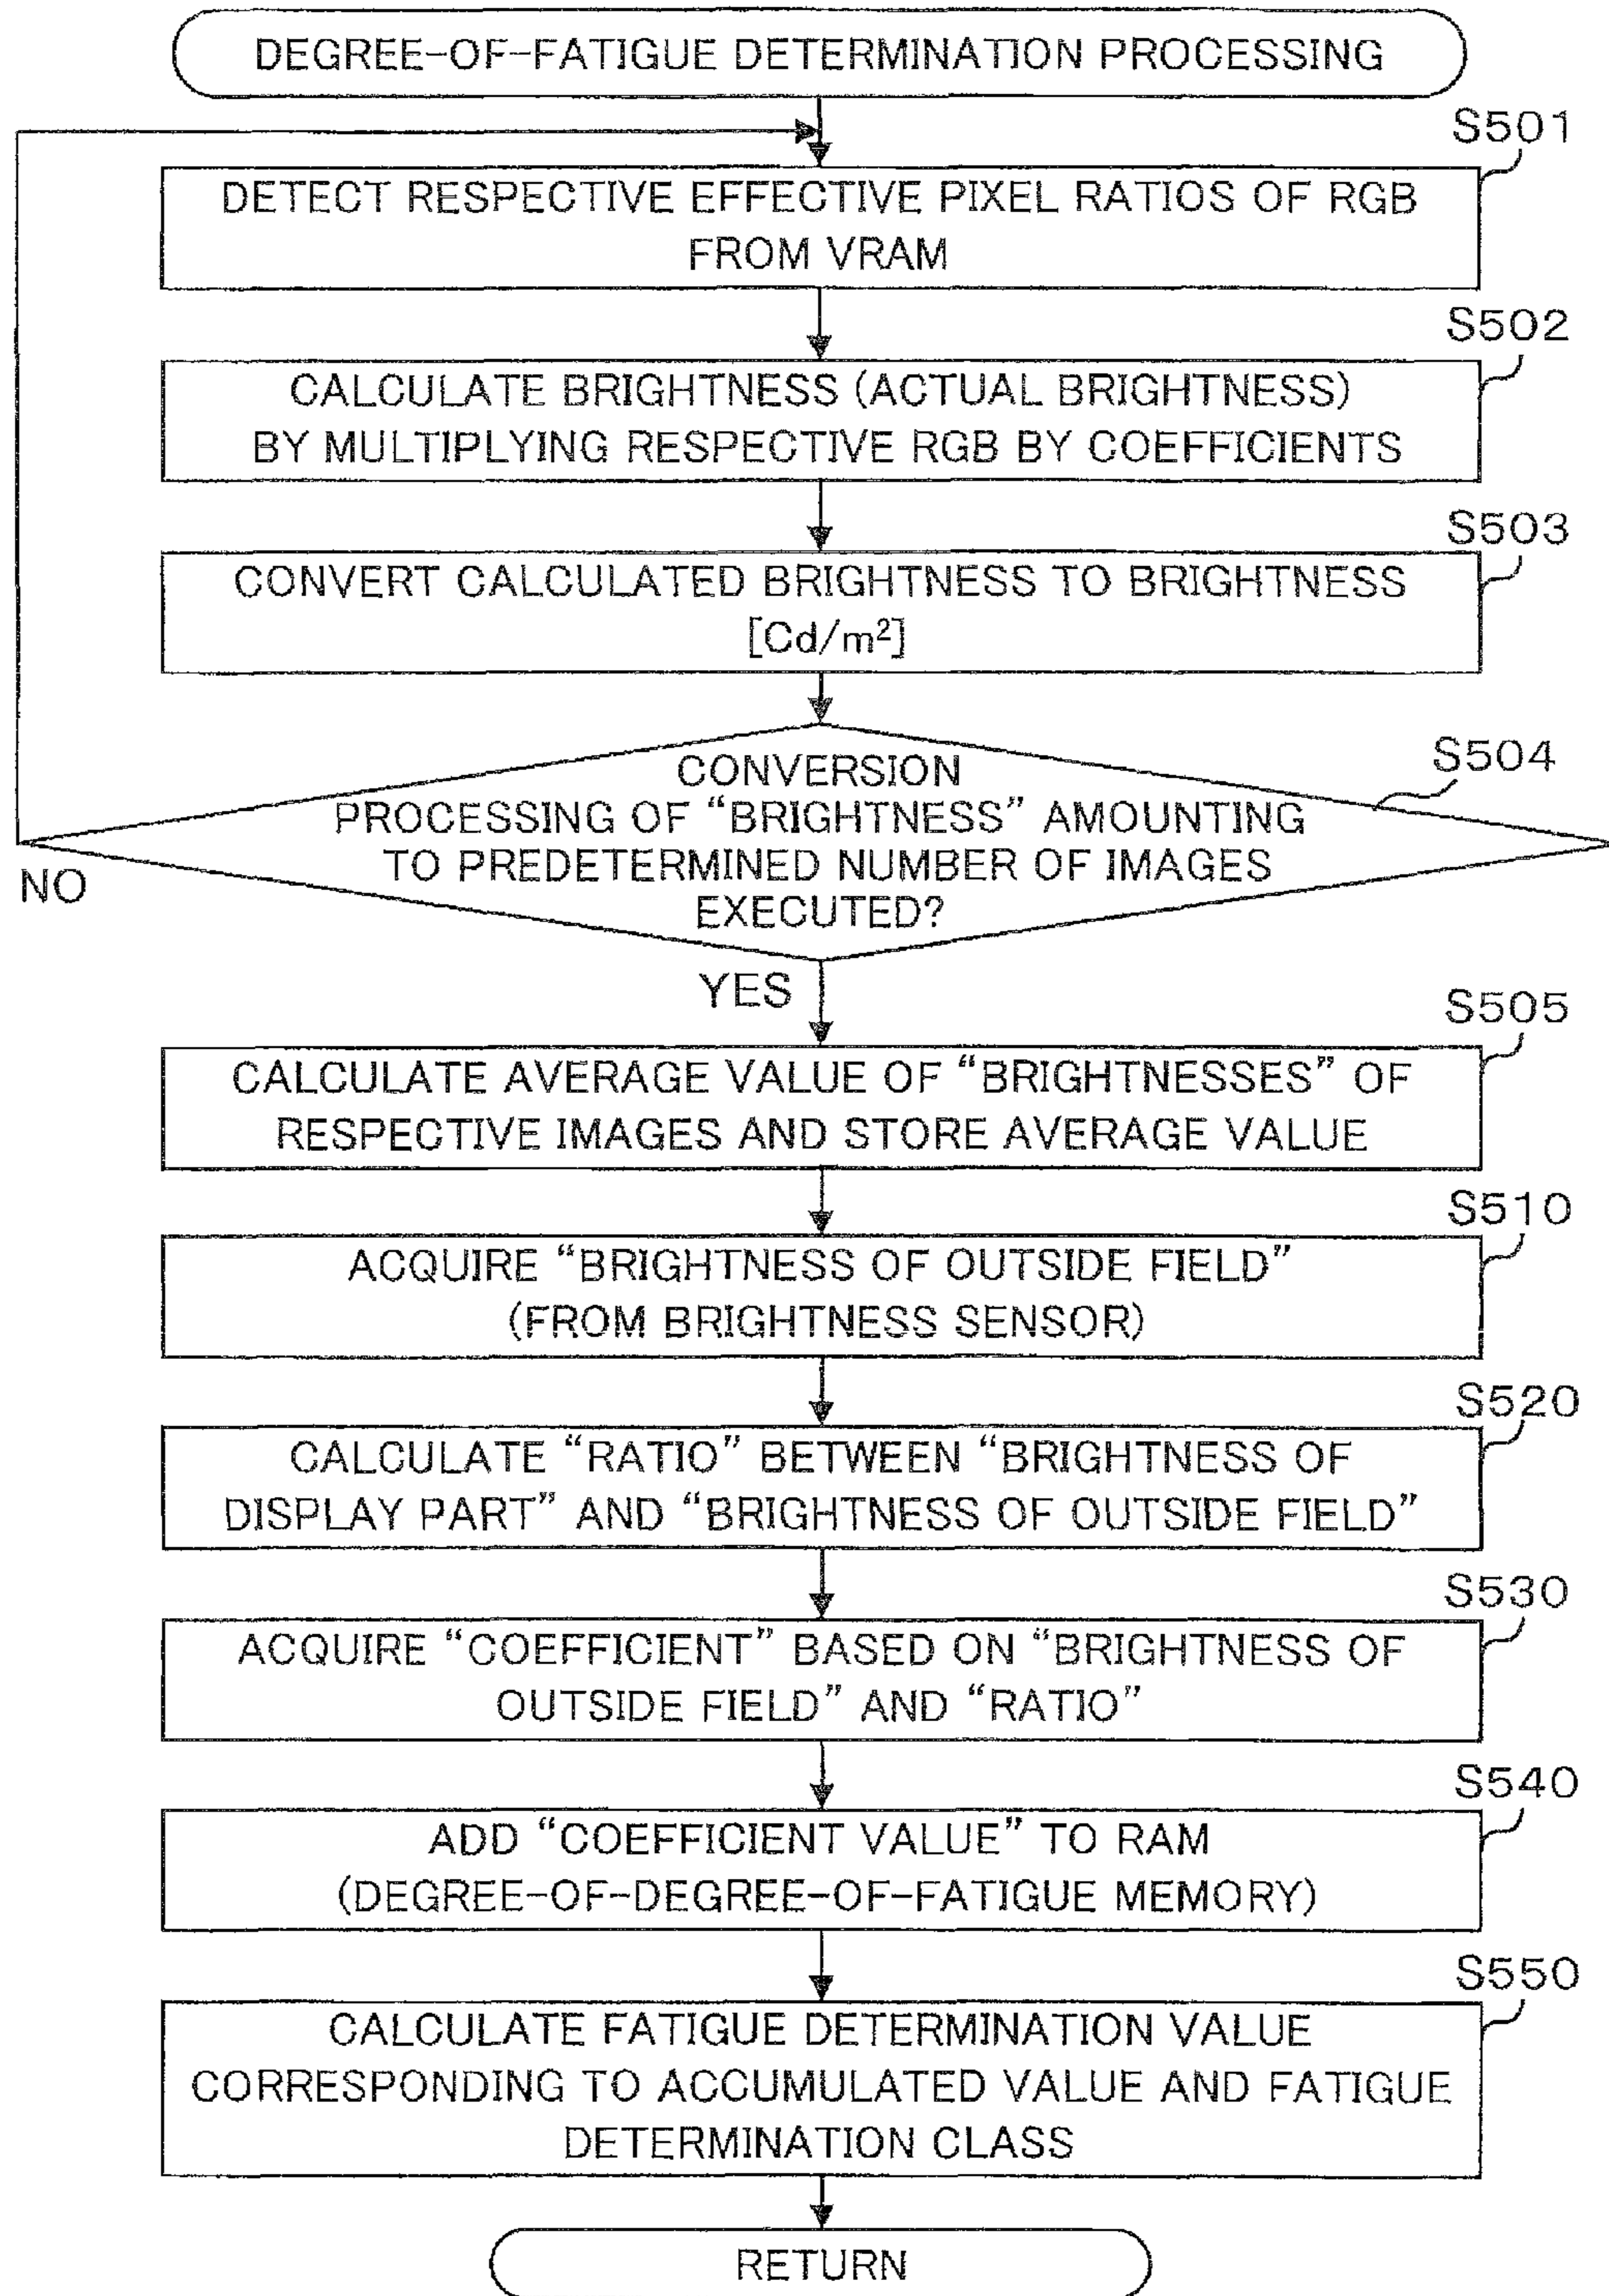 DEGREE-OF-FATIGUE DETERMINATION PROCESSING
S501
DETECT RESPECTIVE EFFECTIVE PIXEL RATIOS OF RGB
FROM VRAM
S502
CALCULATE BRIGHTNESS (ACTUAL BRIGHTNESS)
BY MULTIPLYING RESPECTIVE RGB BY COEFFICIENTS
S503
CONVERT CALCULATED BRIGHTNESS TO BRIGHTNESS
[Cd/m²]
S504
CONVERSION
PROCESSING OF “BRIGHTNESS” AMOUNTING
TO PREDETERMINED NUMBER OF IMAGES
EXECUTED?
NO
YES
S505
CALCULATE AVERAGE VALUE OF “BRIGHTNESSES” OF
RESPECTIVE IMAGES AND STORE AVERAGE VALUE
S510
ACQUIRE “BRIGHTNESS OF OUTSIDE FIELD”
(FROM BRIGHTNESS SENSOR)
S520
CALCULATE “RATIO” BETWEEN “BRIGHTNESS OF
DISPLAY PART” AND “BRIGHTNESS OF OUTSIDE FIELD”
S530
ACQUIRE “COEFFICIENT” BASED ON “BRIGHTNESS OF
OUTSIDE FIELD” AND “RATIO”
S540
ADD “COEFFICIENT VALUE” TO RAM
(DEGREE-OF-DEGREE-OF-FATIGUE MEMORY)
S550
CALCULATE FATIGUE DETERMINATION VALUE
CORRESPONDING TO ACCUMULATED VALUE AND FATIGUE
DETERMINATION CLASS
RETURN